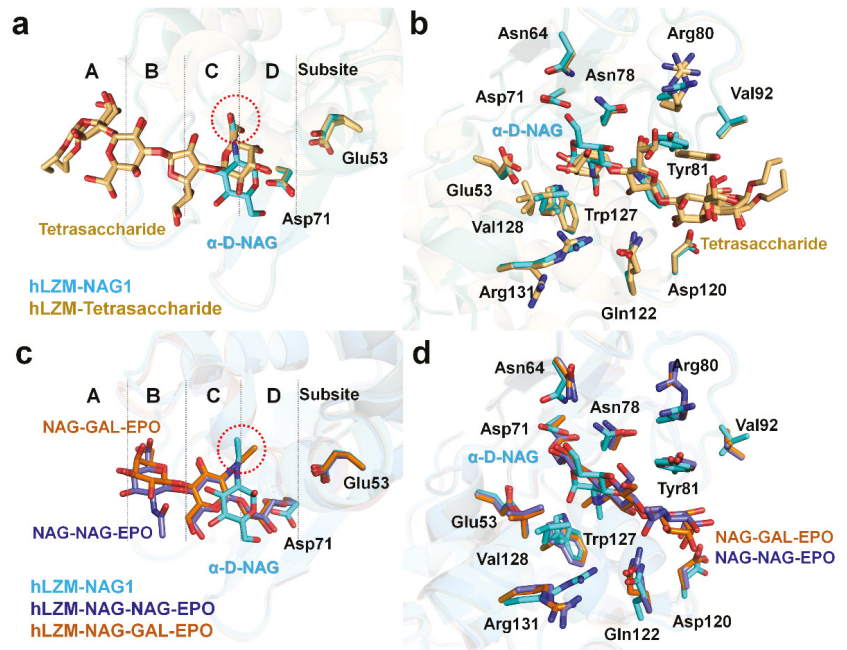 a
A B C D Subsite
Glu53
Asp71
Tetrasaccharide
α-D-NAG
hLZM-NAG1
hLZM-Tetrasaccharide
b
Asn64
Arg80
Asn78
Asp71
Val92
α-D-NAG
Tyr81
Glu53
Trp127
Val128
Tetrasaccharide
Arg131
Asp120
Gln122
c
A B C D Subsite
NAG-GAL-EPO
Glu53
NAG-NAG-EPO
Asp71
α-D-NAG
hLZM-NAG1
hLZM-NAG-NAG-EPO
hLZM-NAG-GAL-EPO
d
Asn64
Arg80
Asn78
Asp71
Val92
α-D-NAG
Tyr81
Glu53
Trp127
NAG-GAL-EPO
Val128
NAG-NAG-EPO
Arg131
Asp120
Gln122